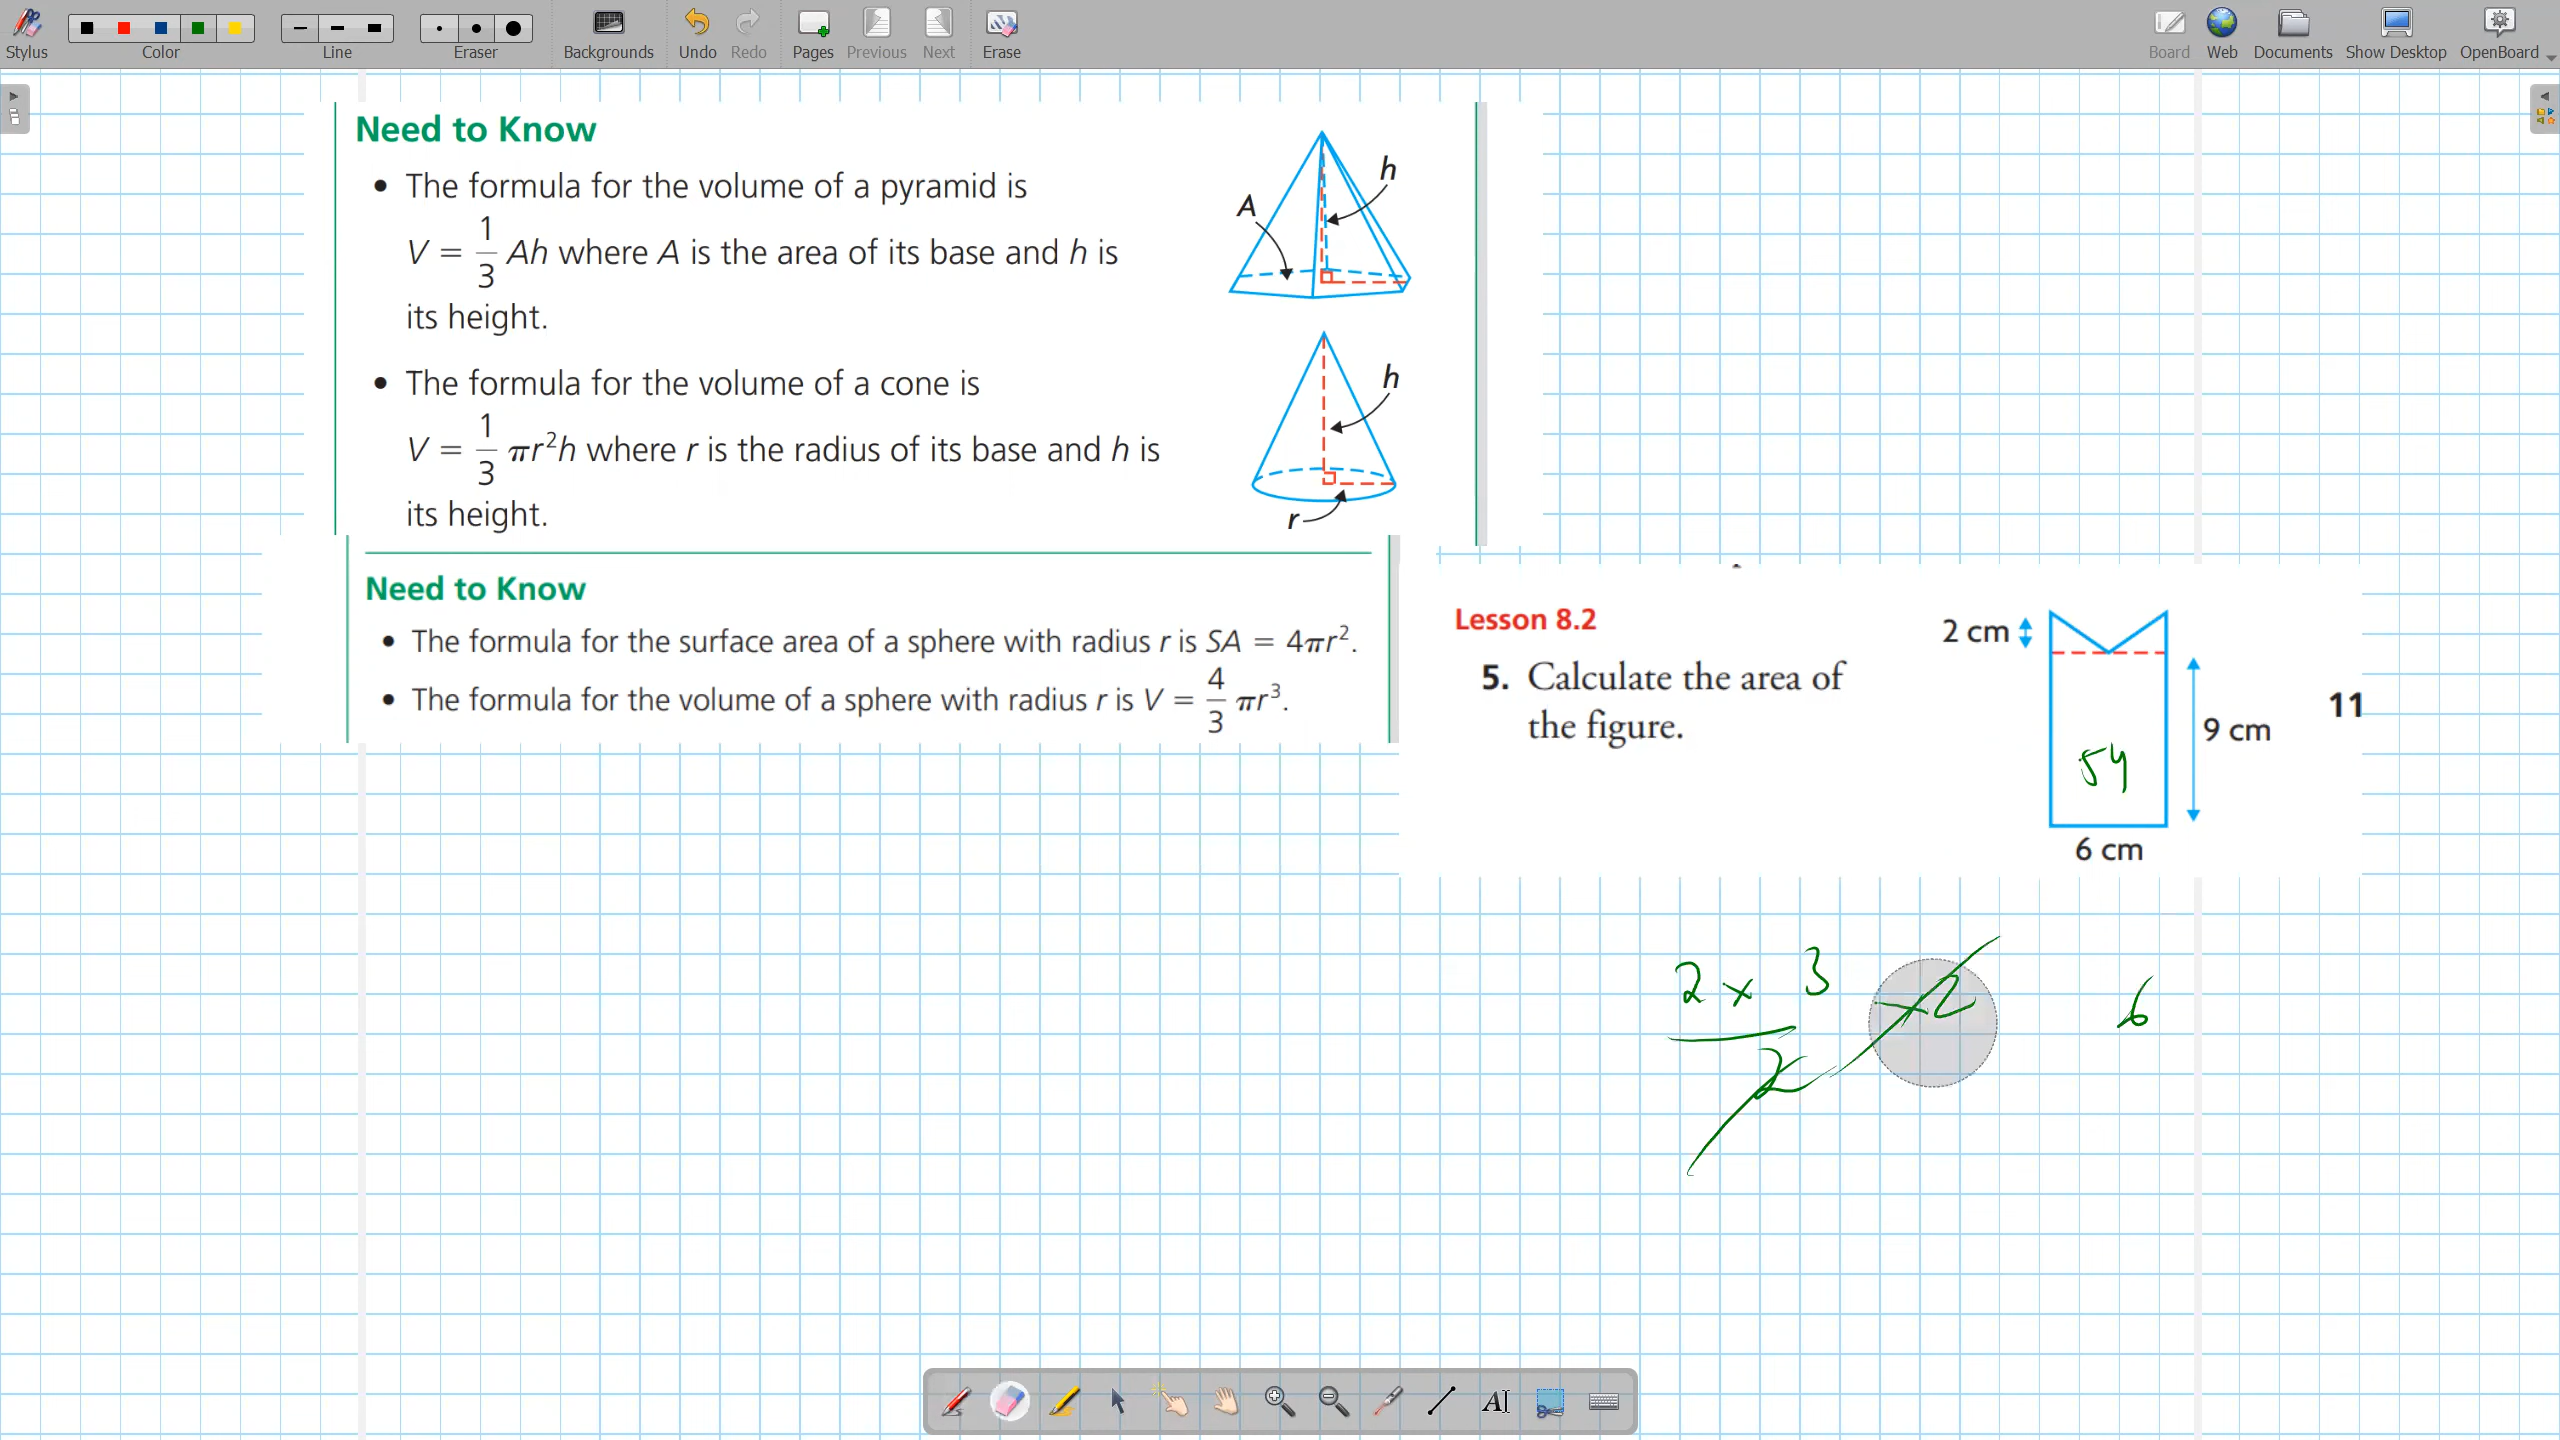 Stylus Color Line Eraser Backgrounds Undo Redo Pages Previous Next Erase Board Web Documents Show Desktop OpenBoard
Need to Know
• The formula for the volume of a pyramid is
V = 1/3 Ah where A is the area of its base and h is
its height.
A
h
• The formula for the volume of a cone is
V = 1/3 πr²h where r is the radius of its base and h is
its height.
h
r
Need to Know
• The formula for the surface area of a sphere with radius r is SA = 4πr².
• The formula for the volume of a sphere with radius r is V = 4/3 πr³.
Lesson 8.2
5. Calculate the area of
the figure.
2 cm
9 cm
54
6 cm
11
2 × 3 ×2
2
6
AI